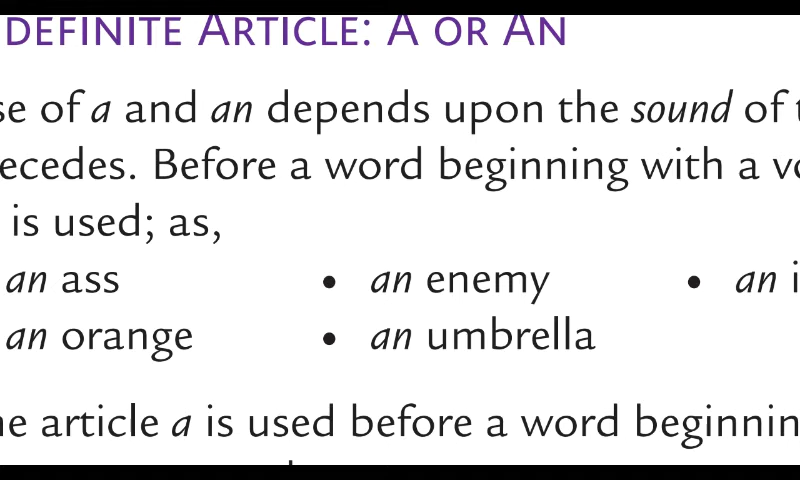 DEFINITE ARTICLE: A OR AN
se of a and an depends upon the sound of t
ecedes. Before a word beginning with a vo
is used; as,
an ass • an enemy • an i
an orange • an umbrella
ne article a is used before a word beginnin